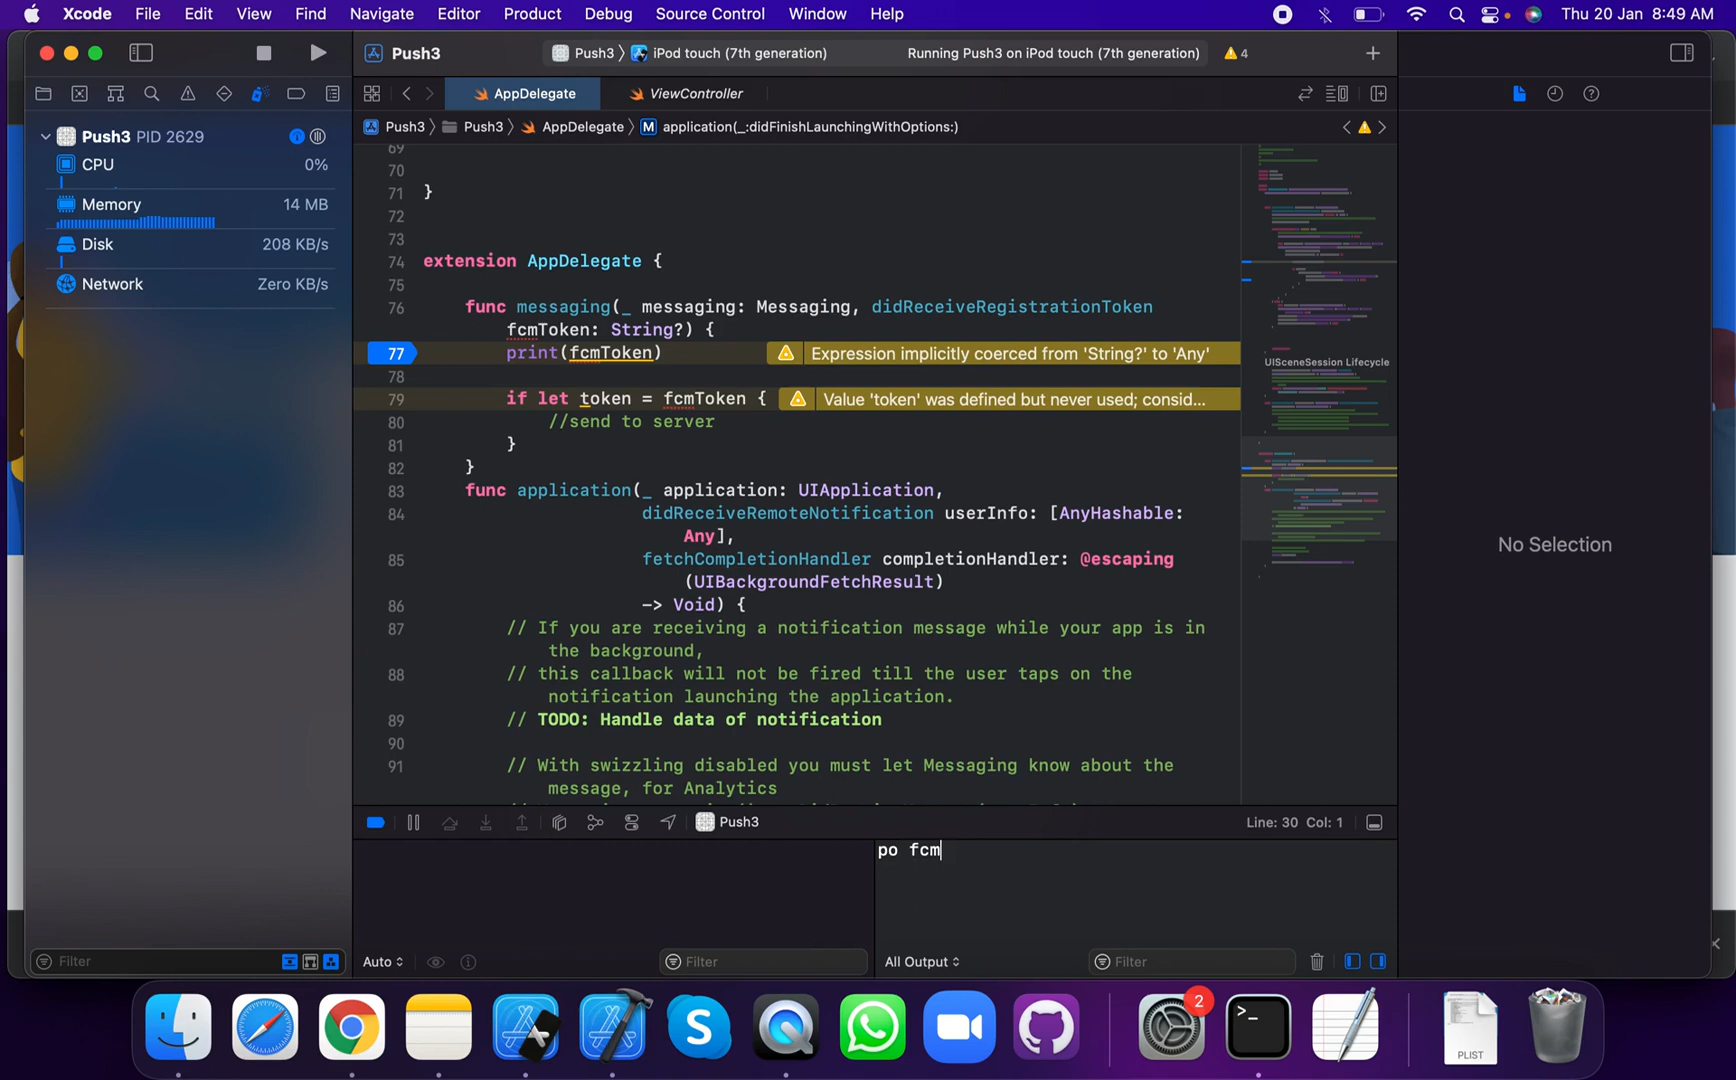 Xcode File Edit View Find Navigate Editor Product Debug Source Control Window Help Thu 20 Jan 8:49 AM
Push3 Push3 iPod touch (7th generation) Running Push3 on iPod touch (7th generation) 4
AppDelegate ViewController
Push3 Push3 AppDelegate M application(_:didFinishLaunchingWithOptions:)
Push3 PID 2629
CPU 0%
Memory 14 MB
Disk 208 KB/s
Network Zero KB/s
69
70
71 }
72
73
74 extension AppDelegate {
75
76 func messaging(_ messaging: Messaging, didReceiveRegistrationToken
fcmToken: String?) {
77 print(fcmToken) Expression implicitly coerced from 'String?' to 'Any'
78
79 if let token = fcmToken { Value 'token' was defined but never used; consid...
80 //send to server
81 }
82 }
83 func application(_ application: UIApplication,
84 didReceiveRemoteNotification userInfo: [AnyHashable:
Any],
85 fetchCompletionHandler completionHandler: @escaping
(UIBackgroundFetchResult)
86 -> Void) {
87 // If you are receiving a notification message while your app is in
the background,
88 // this callback will not be fired till the user taps on the
notification launching the application.
89 // TODO: Handle data of notification
90
91 // With swizzling disabled you must let Messaging know about the
message, for Analytics
UISceneSession Lifecycle
No Selection
Push3 Line: 30 Col: 1
po fcm
Filter Auto Filter All Output Filter
2
>_
S
PLIST